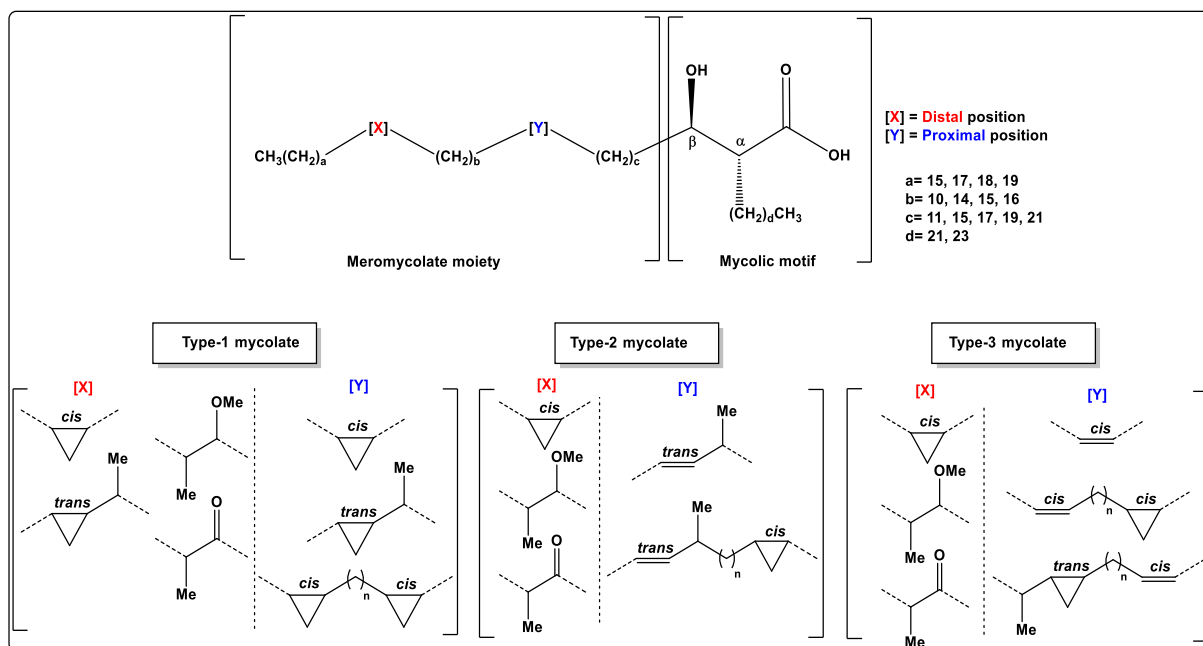 OH
O
[X]
[Y]
CH3(CH2)a
(CH2)b
(CH2)c
β
α
OH
(CH2)dCH3
Meromycolate moiety
Mycolic motif
[X] = Distal position
[Y] = Proximal position
a= 15, 17, 18, 19
b= 10, 14, 15, 16
c= 11, 15, 17, 19, 21
d= 21, 23
Type-1 mycolate
[X]
[Y]
cis
OMe
Me
cis
Me
trans
O
Me
Me
trans
cis
( )n
cis
Type-2 mycolate
[X]
[Y]
cis
OMe
Me
O
Me
Me
trans
Me
trans
( )n
cis
Type-3 mycolate
[X]
[Y]
cis
OMe
Me
O
Me
cis
cis
( )n
cis
Me
trans
( )n
cis